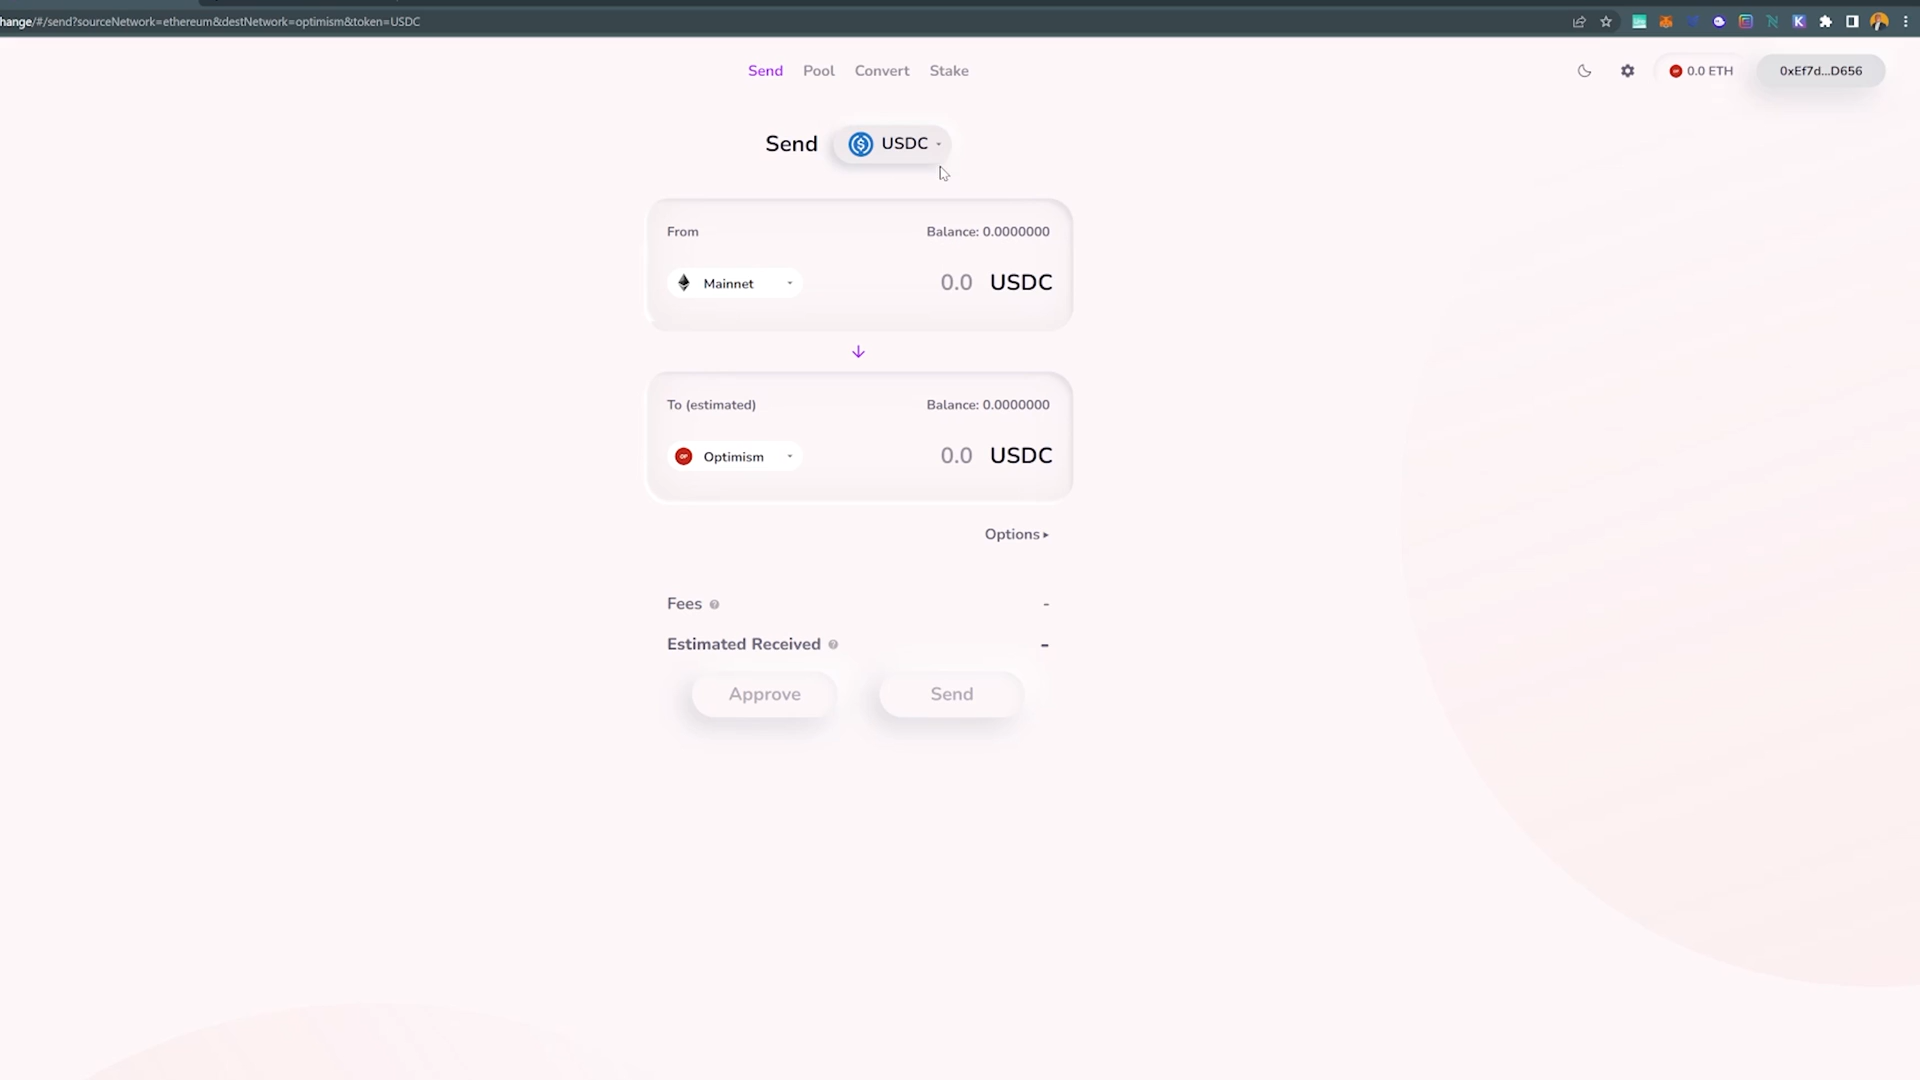 hange/#/send?sourceNetwork=ethereum&destNetwork=optimism&token=USDC
Send Pool Convert Stake
0.0 ETH
0xEf7d...D656
Send USDC
From
Balance: 0.0000000
Mainnet
0.0 USDC
To (estimated)
Balance: 0.0000000
OP Optimism
0.0 USDC
Options
Fees
-
Estimated Received
-
Approve
Send